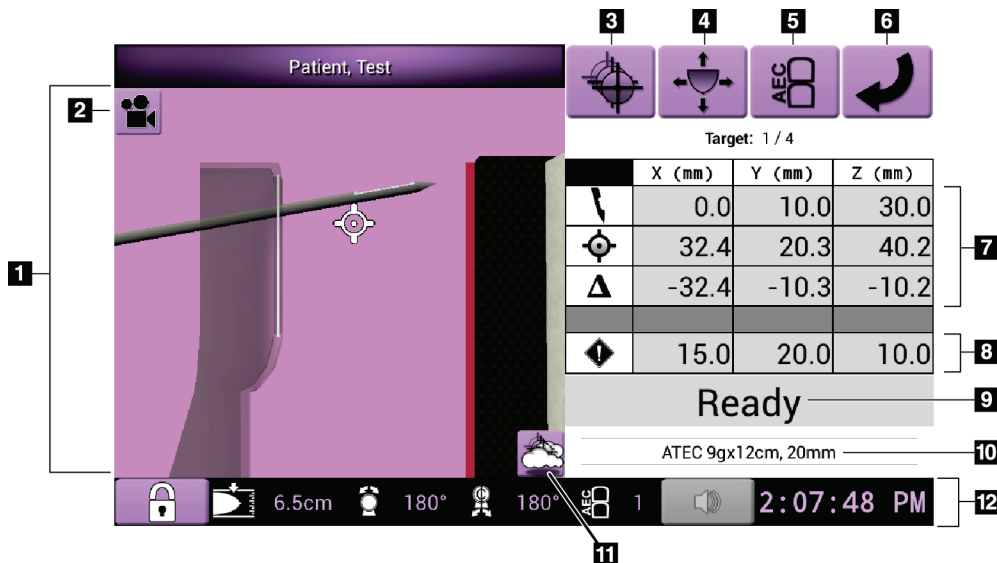 3 4 5 6
Patient, Test
AEC
1
2
Target: 1 / 4
X (mm) Y (mm) Z (mm)
0.0 10.0 30.0
32.4 20.3 40.2
7
Δ -32.4 -10.3 -10.2
! 15.0 20.0 10.0
8
Ready
9
ATEC 9gx12cm, 20mm
10
6.5cm 180° C 180° AEC 1 2:07:48 PM
12
11